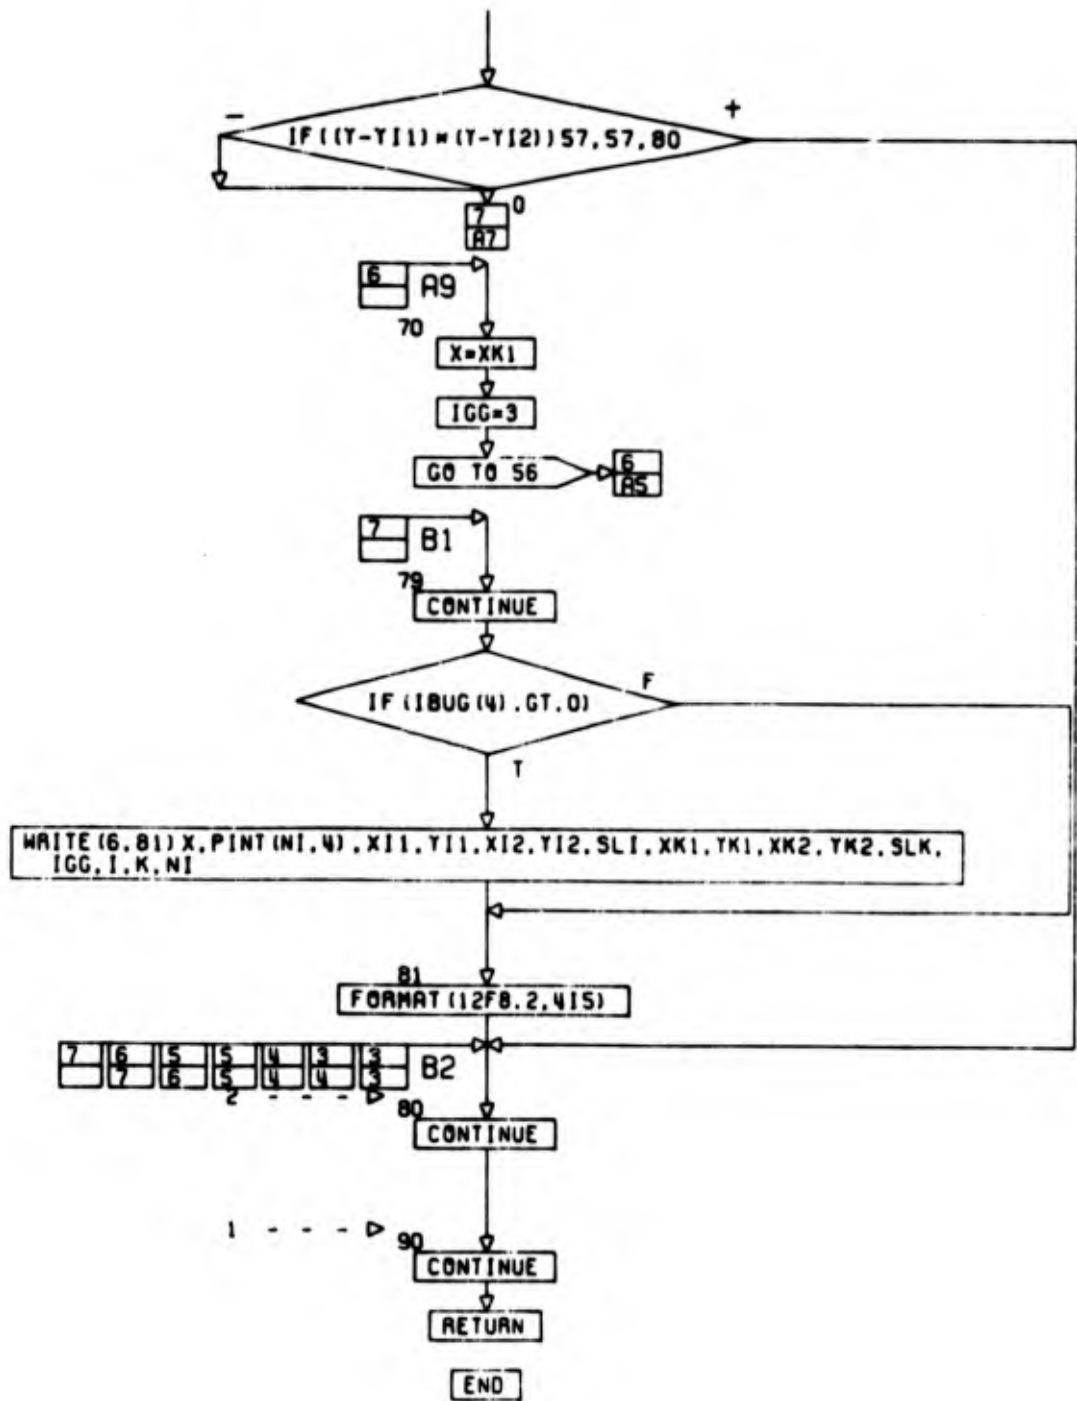 - +
IF((Y-YI1)*(Y-YI2))57,57,80
0
7
A7
6
A9
70
X=XK1
IGG=3
GO TO 56
6
A5
7
B1
79
CONTINUE
F
IF(IBUG(4).GT.0)
T
WRITE(6,81)X,PINT(NI,4),XI1,YI1,XI2,YI2,SLI,XK1,YK1,XK2,YK2,SLK,
IGG,I,K,NI
81
FORMAT(12F8.2,4I5)
7 6 5 5 4 3 3
7 6 5 4 4 3
B2
2 - - -
80
CONTINUE
1 - - -
90
CONTINUE
RETURN
END